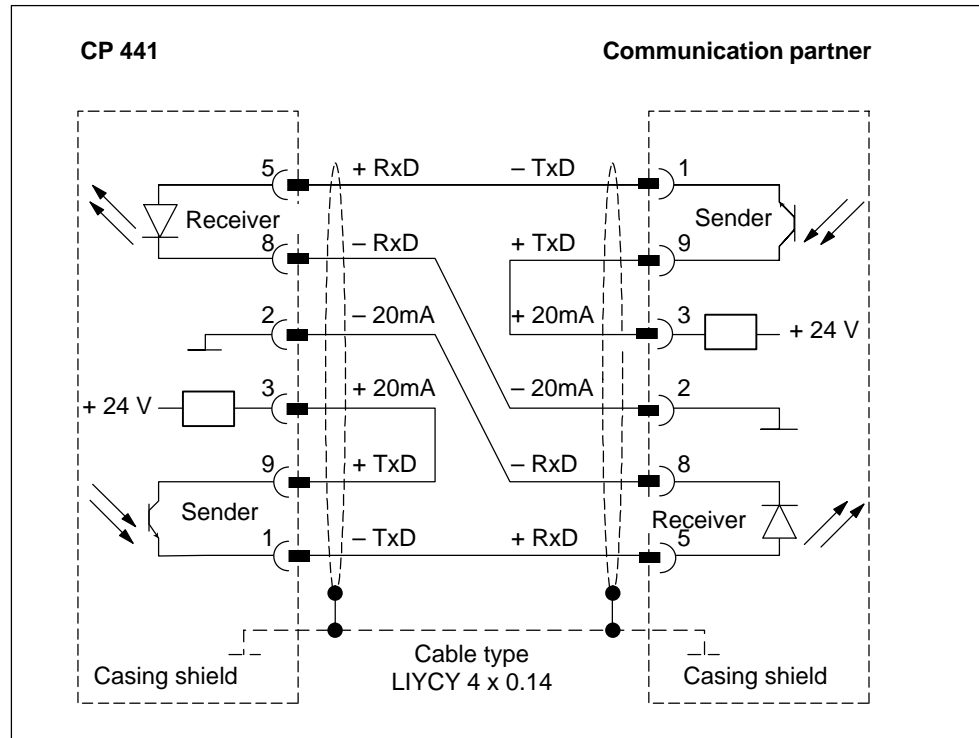 CP 441 Communication partner
5 + RxD – TxD 1
Receiver Sender
8 – RxD + TxD 9
2 – 20mA + 20mA 3
+ 24 V
3 + 20mA – 20mA 2
+ 24 V
9 + TxD – RxD 8
Sender Receiver
1 – TxD + RxD 5
Casing shield Cable type Casing shield
LIYCY 4 x 0.14